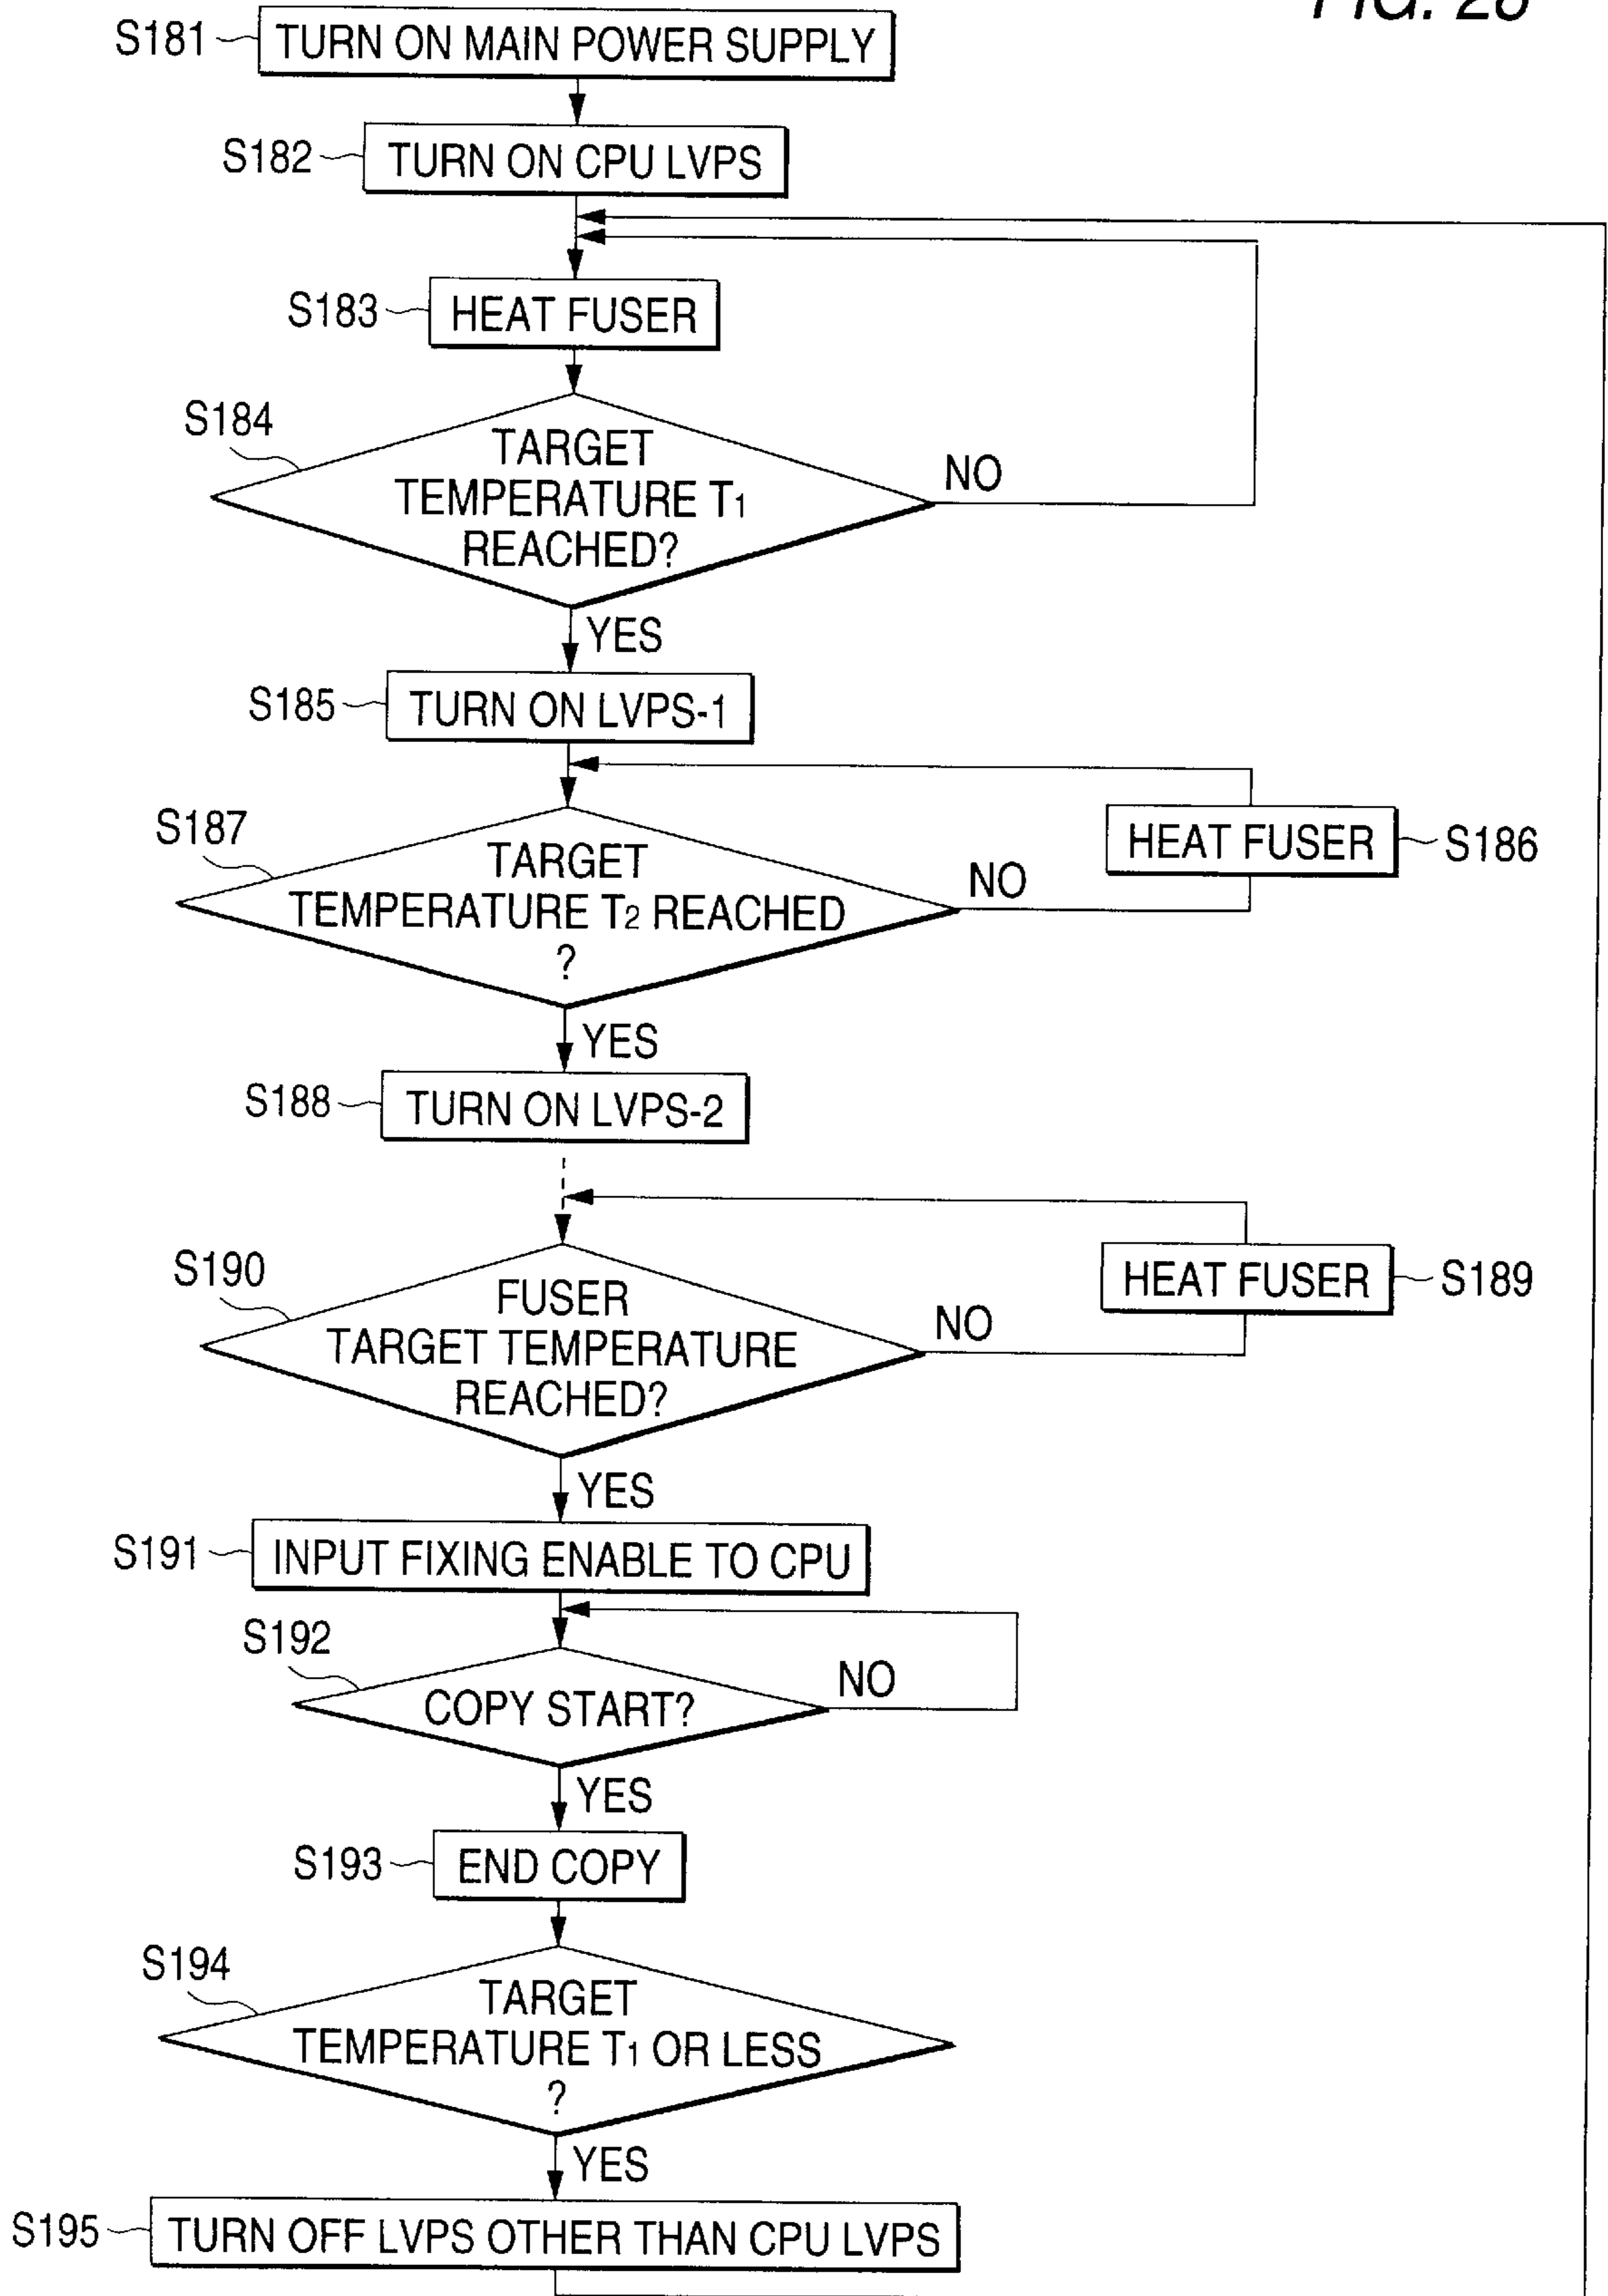 FIG. 28
S181 TURN ON MAIN POWER SUPPLY
S182 TURN ON CPU LVPS
S183 HEAT FUSER
S184
TARGET
TEMPERATURE T1
REACHED?
NO
YES
S185 TURN ON LVPS-1
S187
TARGET
TEMPERATURE T2 REACHED
?
NO
HEAT FUSER S186
YES
S188 TURN ON LVPS-2
S190
FUSER
TARGET TEMPERATURE
REACHED?
NO
HEAT FUSER S189
YES
S191 INPUT FIXING ENABLE TO CPU
S192
COPY START?
NO
YES
S193 END COPY
S194
TARGET
TEMPERATURE T1 OR LESS
?
YES
S195 TURN OFF LVPS OTHER THAN CPU LVPS